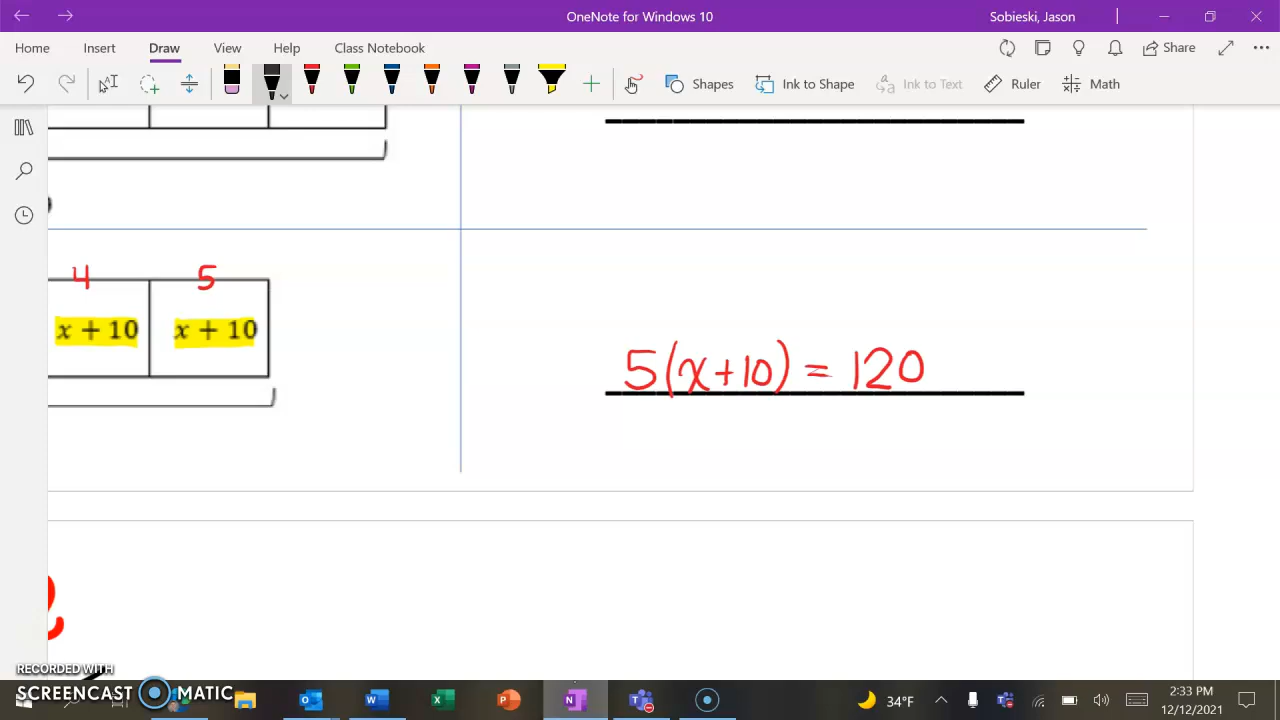 OneNote for Windows 10
Sobieski, Jason
Home Insert Draw View Help Class Notebook
Share
Shapes Ink to Shape Ink to Text Ruler Math
4 5
x + 10 x + 10
5(x+10) = 120
RECORDED WITH
SCREENCAST MATIC
34°F
2:33 PM
12/12/2021